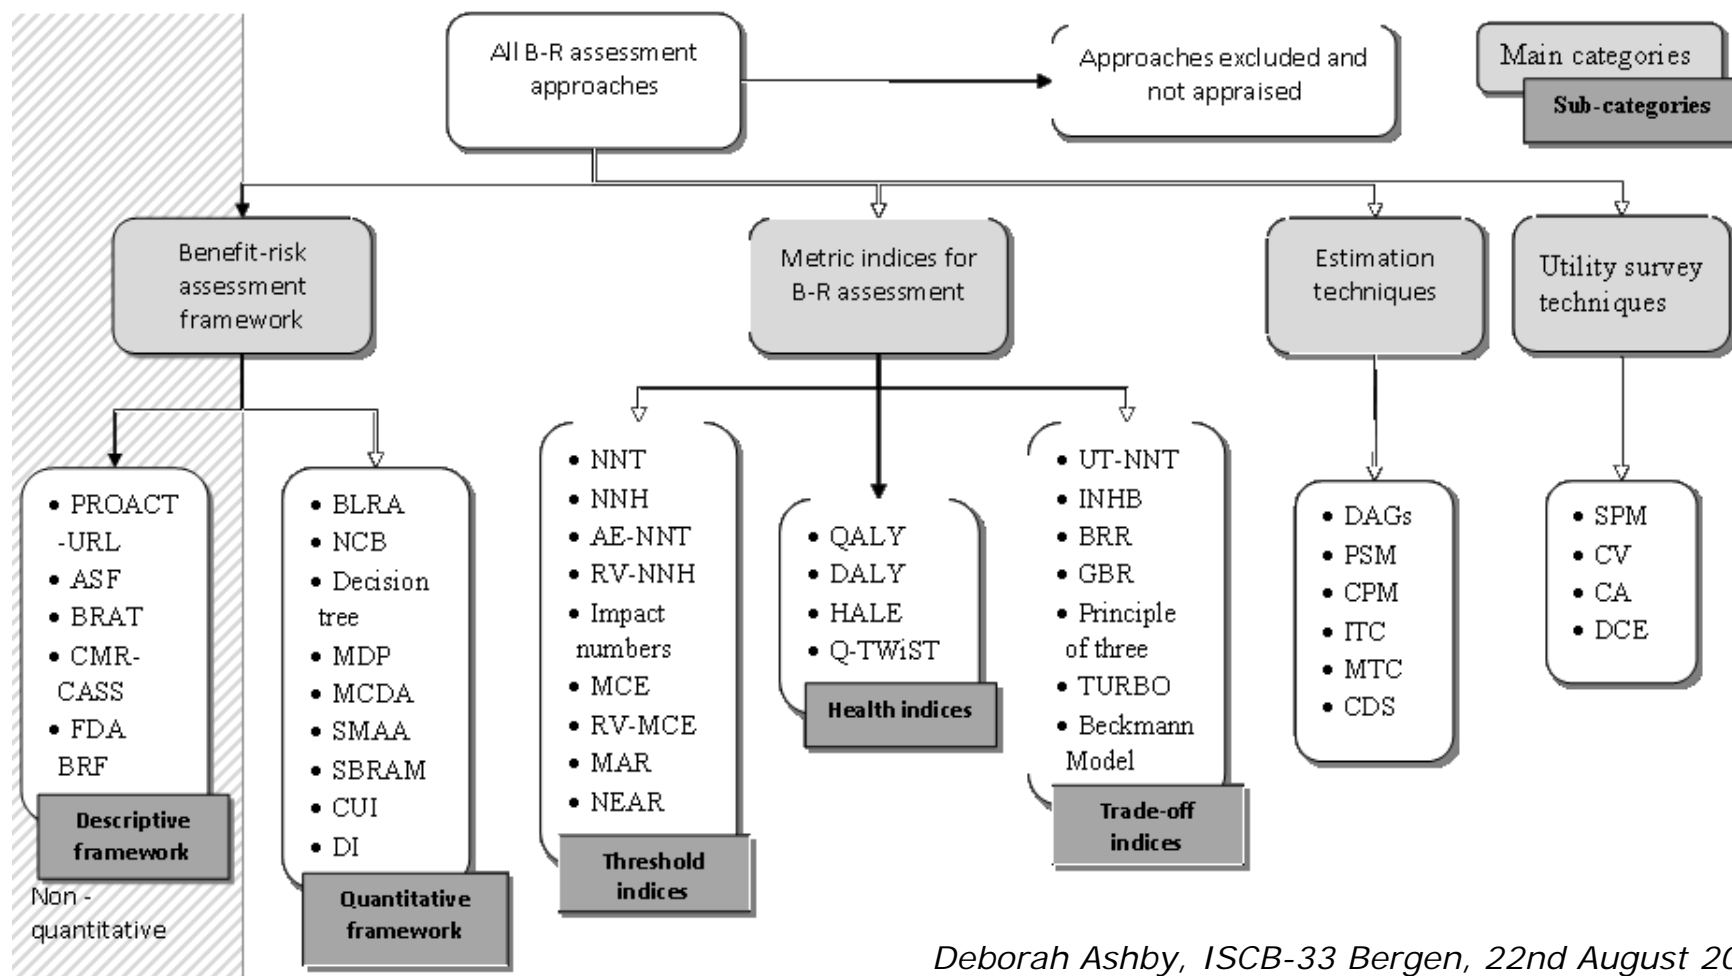 All B-R assessment
approaches
Approaches excluded and
not appraised
Main categories
Sub-categories
Benefit-risk
assessment
framework
Metric indices for
B-R assessment
Estimation
techniques
Utility survey
techniques
• PROACT
-URL
• ASF
• BRAT
• CMR-
CASS
• FDA
BRF
Descriptive
framework
Non -
quantitative
• BLRA
• NCB
• Decision
tree
• MDP
• MCDA
• SMAA
• SBRAM
• CUI
• DI
Quantitative
framework
• NNT
• NNH
• AE-NNT
• RV-NNH
• Impact
numbers
• MCE
• RV-MCE
• MAR
• NEAR
Threshold
indices
• QALY
• DALY
• HALE
• Q-TWiST
Health indices
• UT-NNT
• INHB
• BRR
• GBR
• Principle
of three
• TURBO
• Beckmann
Model
Trade-off
indices
• DAGs
• PSM
• CPM
• ITC
• MTC
• CDS
• SPM
• CV
• CA
• DCE
Deborah Ashby, ISCB-33 Bergen, 22nd August 20